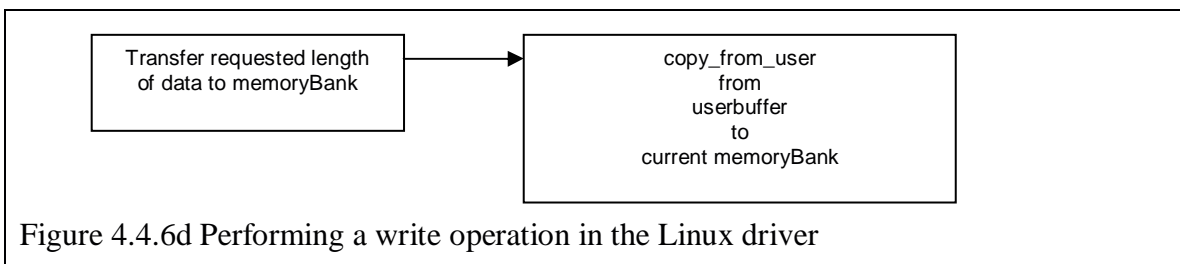 Transfer requested length
of data to memoryBank
copy_from_user
from
userbuffer
to
current memoryBank
Figure 4.4.6d Performing a write operation in the Linux driver